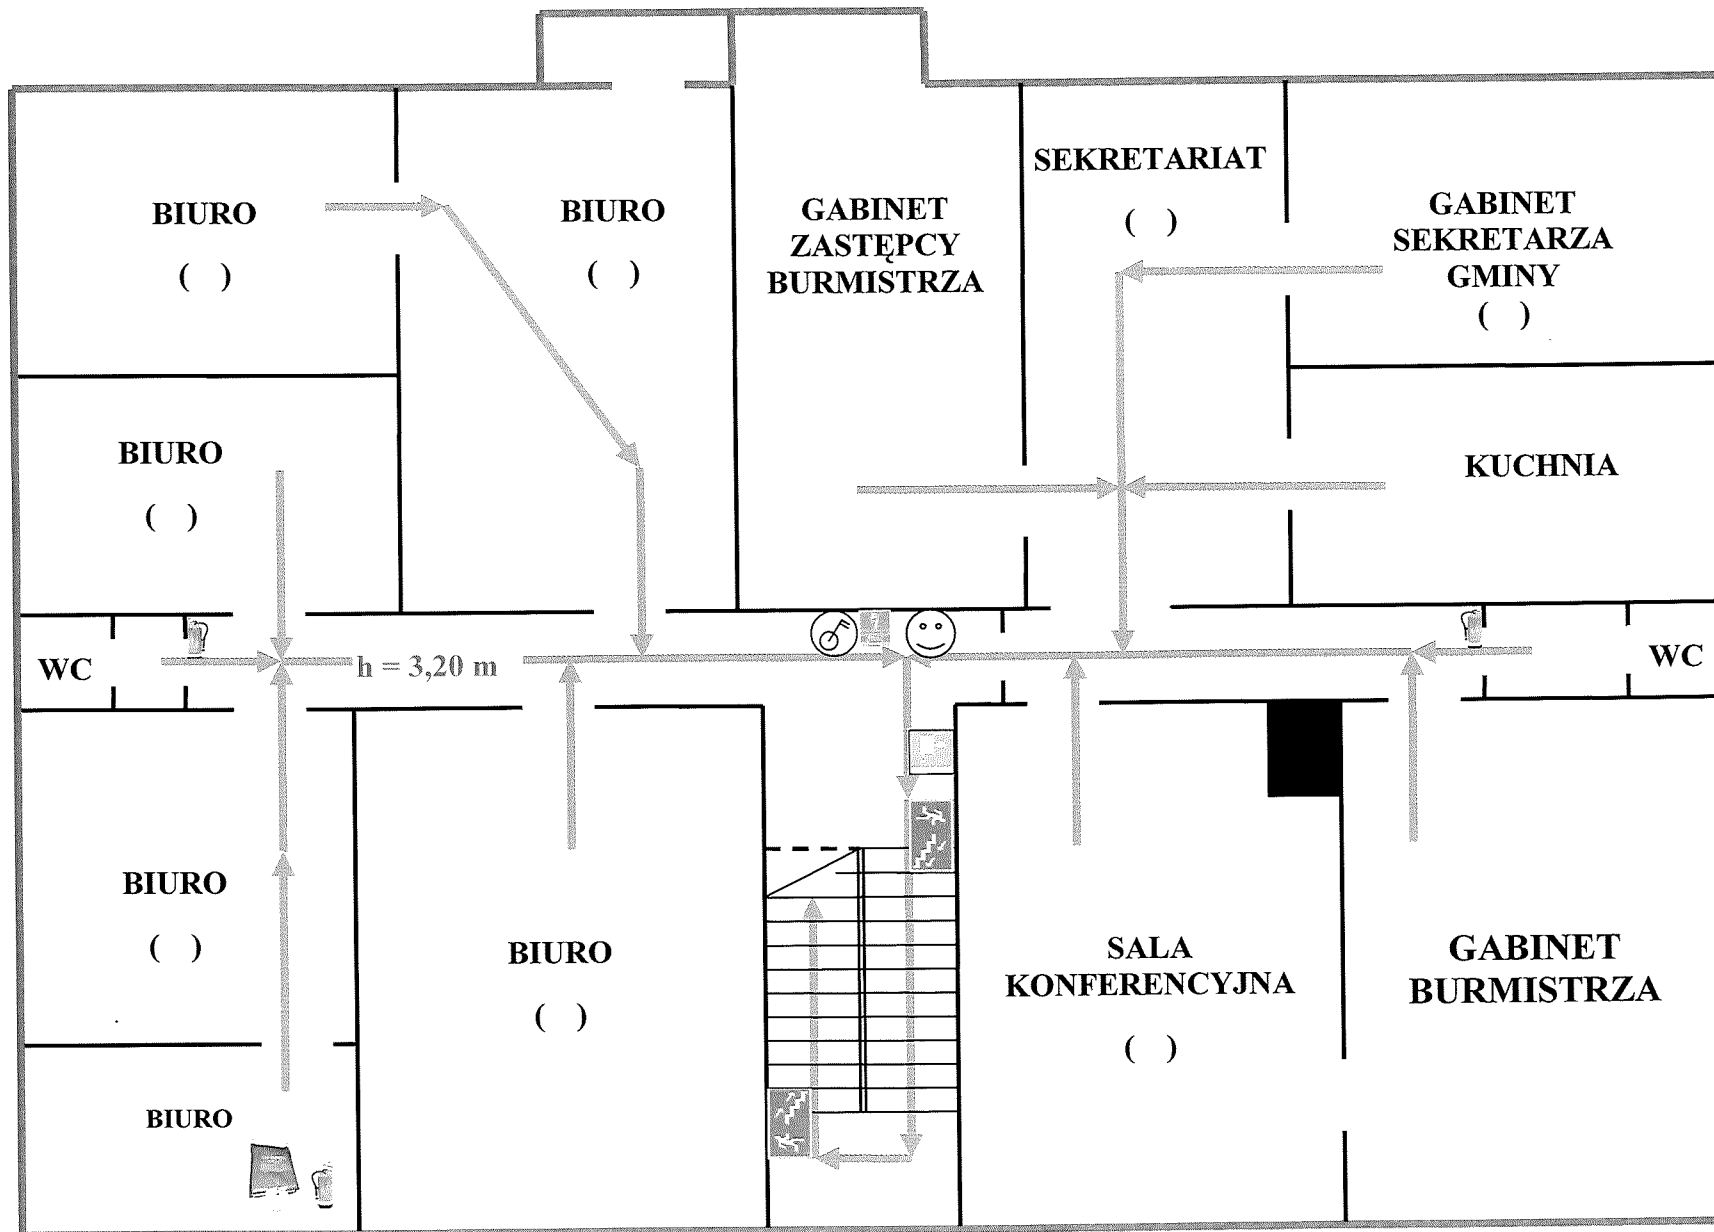 SEKRETARIAT
( )
BIURO
( )
BIURO
( )
GABINET
ZASTĘPCY
BURMISTRZA
GABINET
SEKRETARZA
GMINY
( )
BIURO
( )
KUCHNIA
WC
h = 3,20 m
WC
BIURO
( )
BIURO
( )
SALA
KONFERENCYJNA
( )
GABINET
BURMISTRZA
BIURO